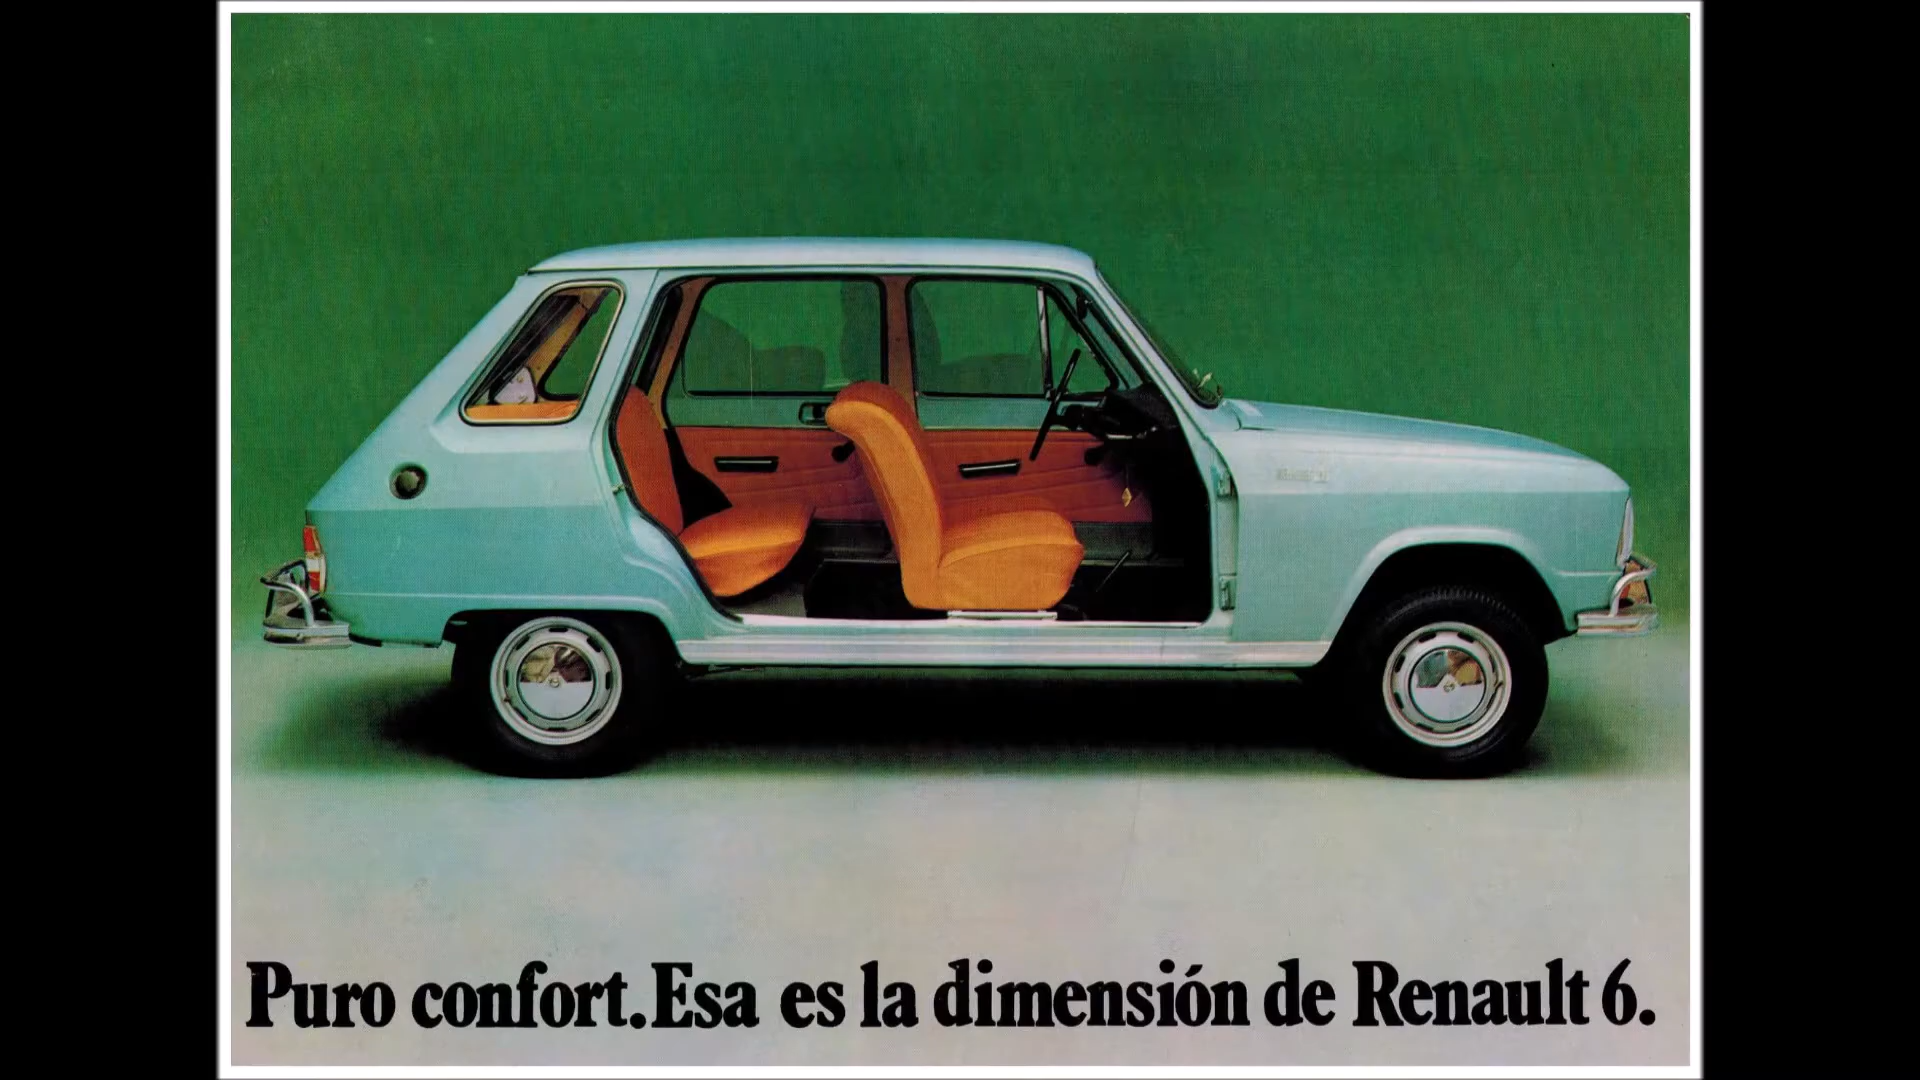 Puro confort. Esa es la dimensión de Renault 6.